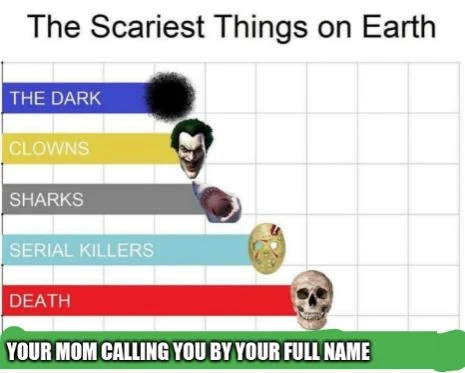 The Scariest Things on Earth
THE DARK
CLOWNS
SHARKS
SERIAL KILLERS
DEATH
YOUR MOM CALLING YOU BY YOUR FULL NAME